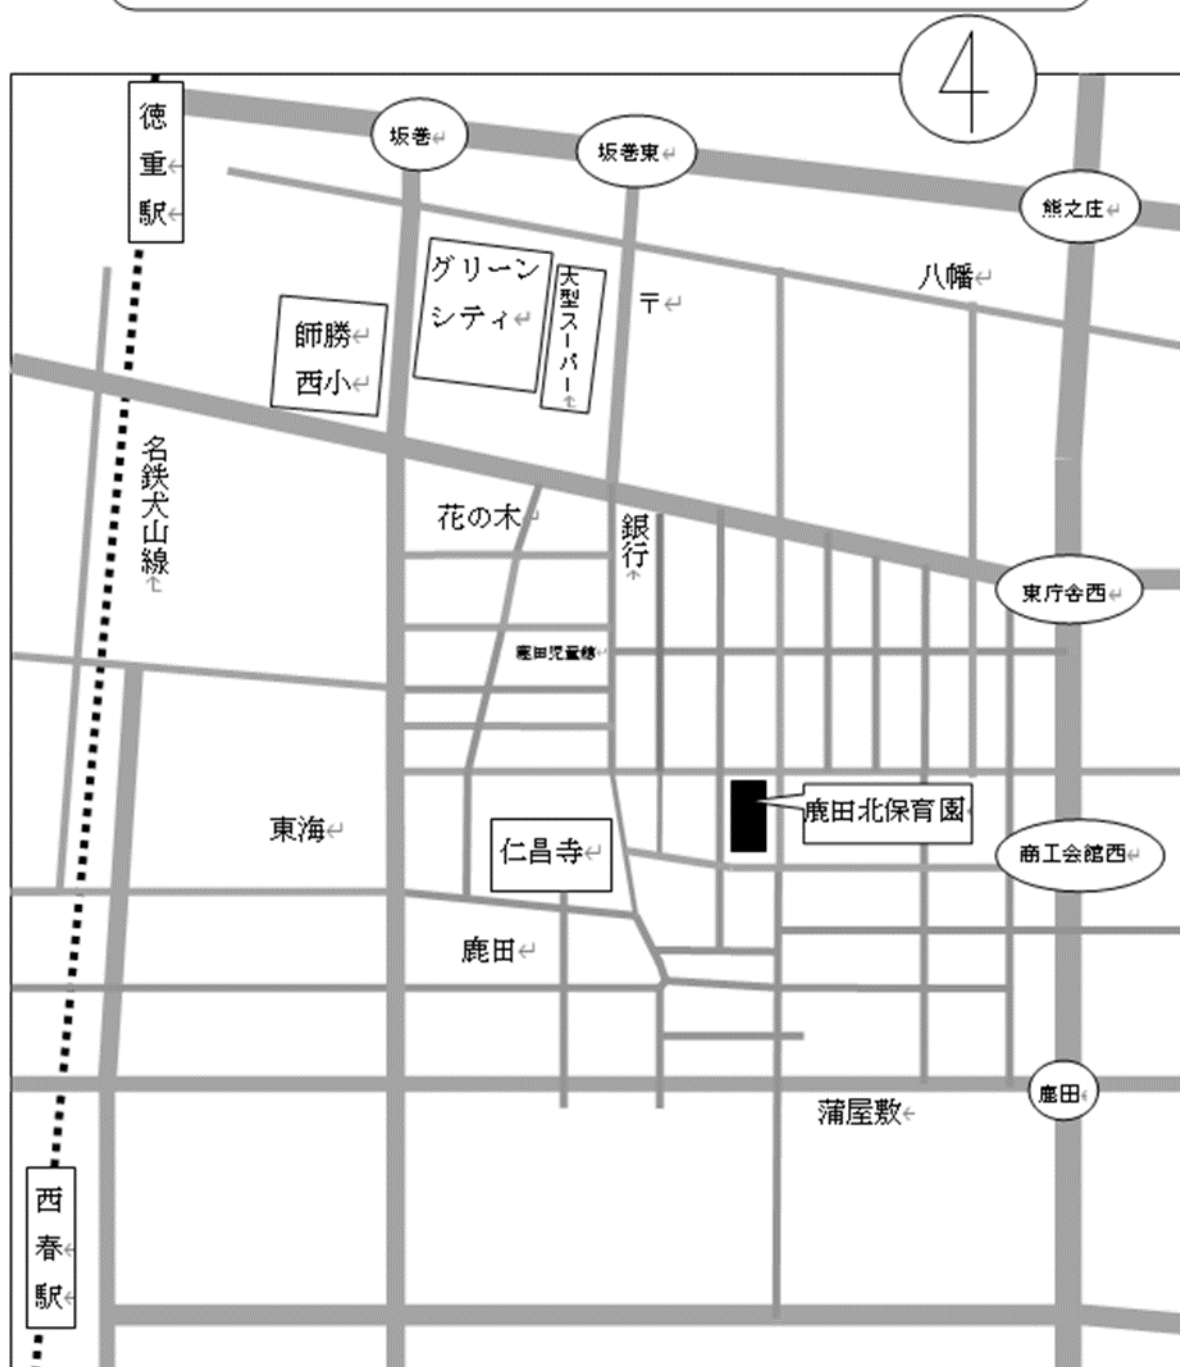 4
徳重駅
坂巻
坂巻東
熊之庄
グリーン
シティ
大型スーパー
〒
八幡
師勝
西小
名鉄犬山線
花の木
銀行
東庁舎西
鹿田児童館
鹿田北保育園
東海
仁昌寺
商工会館西
鹿田
鹿田
蒲屋敷
西春駅